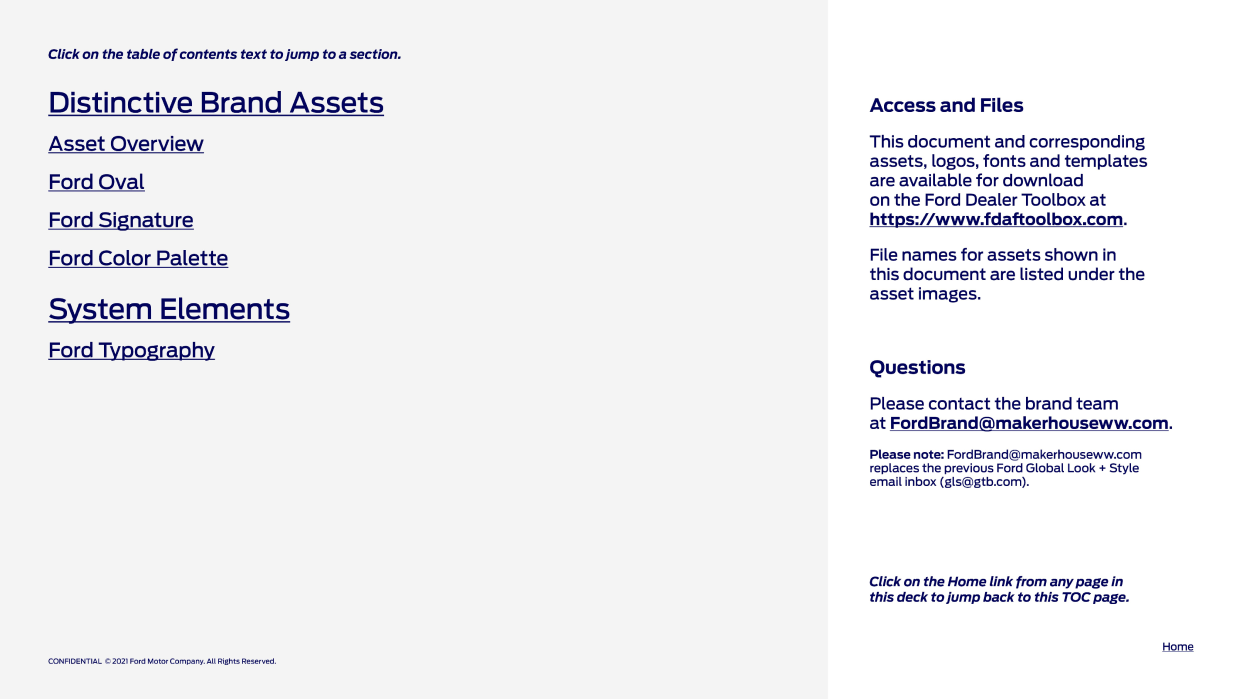 Click on the table of contents text to jump to a section.
Distinctive Brand Assets
Asset Overview
Ford Oval
Ford Signature
Ford Color Palette
System Elements
Ford Typography
CONFIDENTIAL © 2021 Ford Motor Company. All Rights Reserved.
Access and Files
This document and corresponding
assets, logos, fonts and templates
are available for download
on the Ford Dealer Toolbox at
https://www.fdaftoolbox.com.
File names for assets shown in
this document are listed under the
asset images.
Questions
Please contact the brand team
at FordBrand@makerhouseww.com.
Please note: FordBrand@makerhouseww.com
replaces the previous Ford Global Look + Style
email inbox (gls@gtb.com).
Click on the Home link from any page in
this deck to jump back to this TOC page.
Home